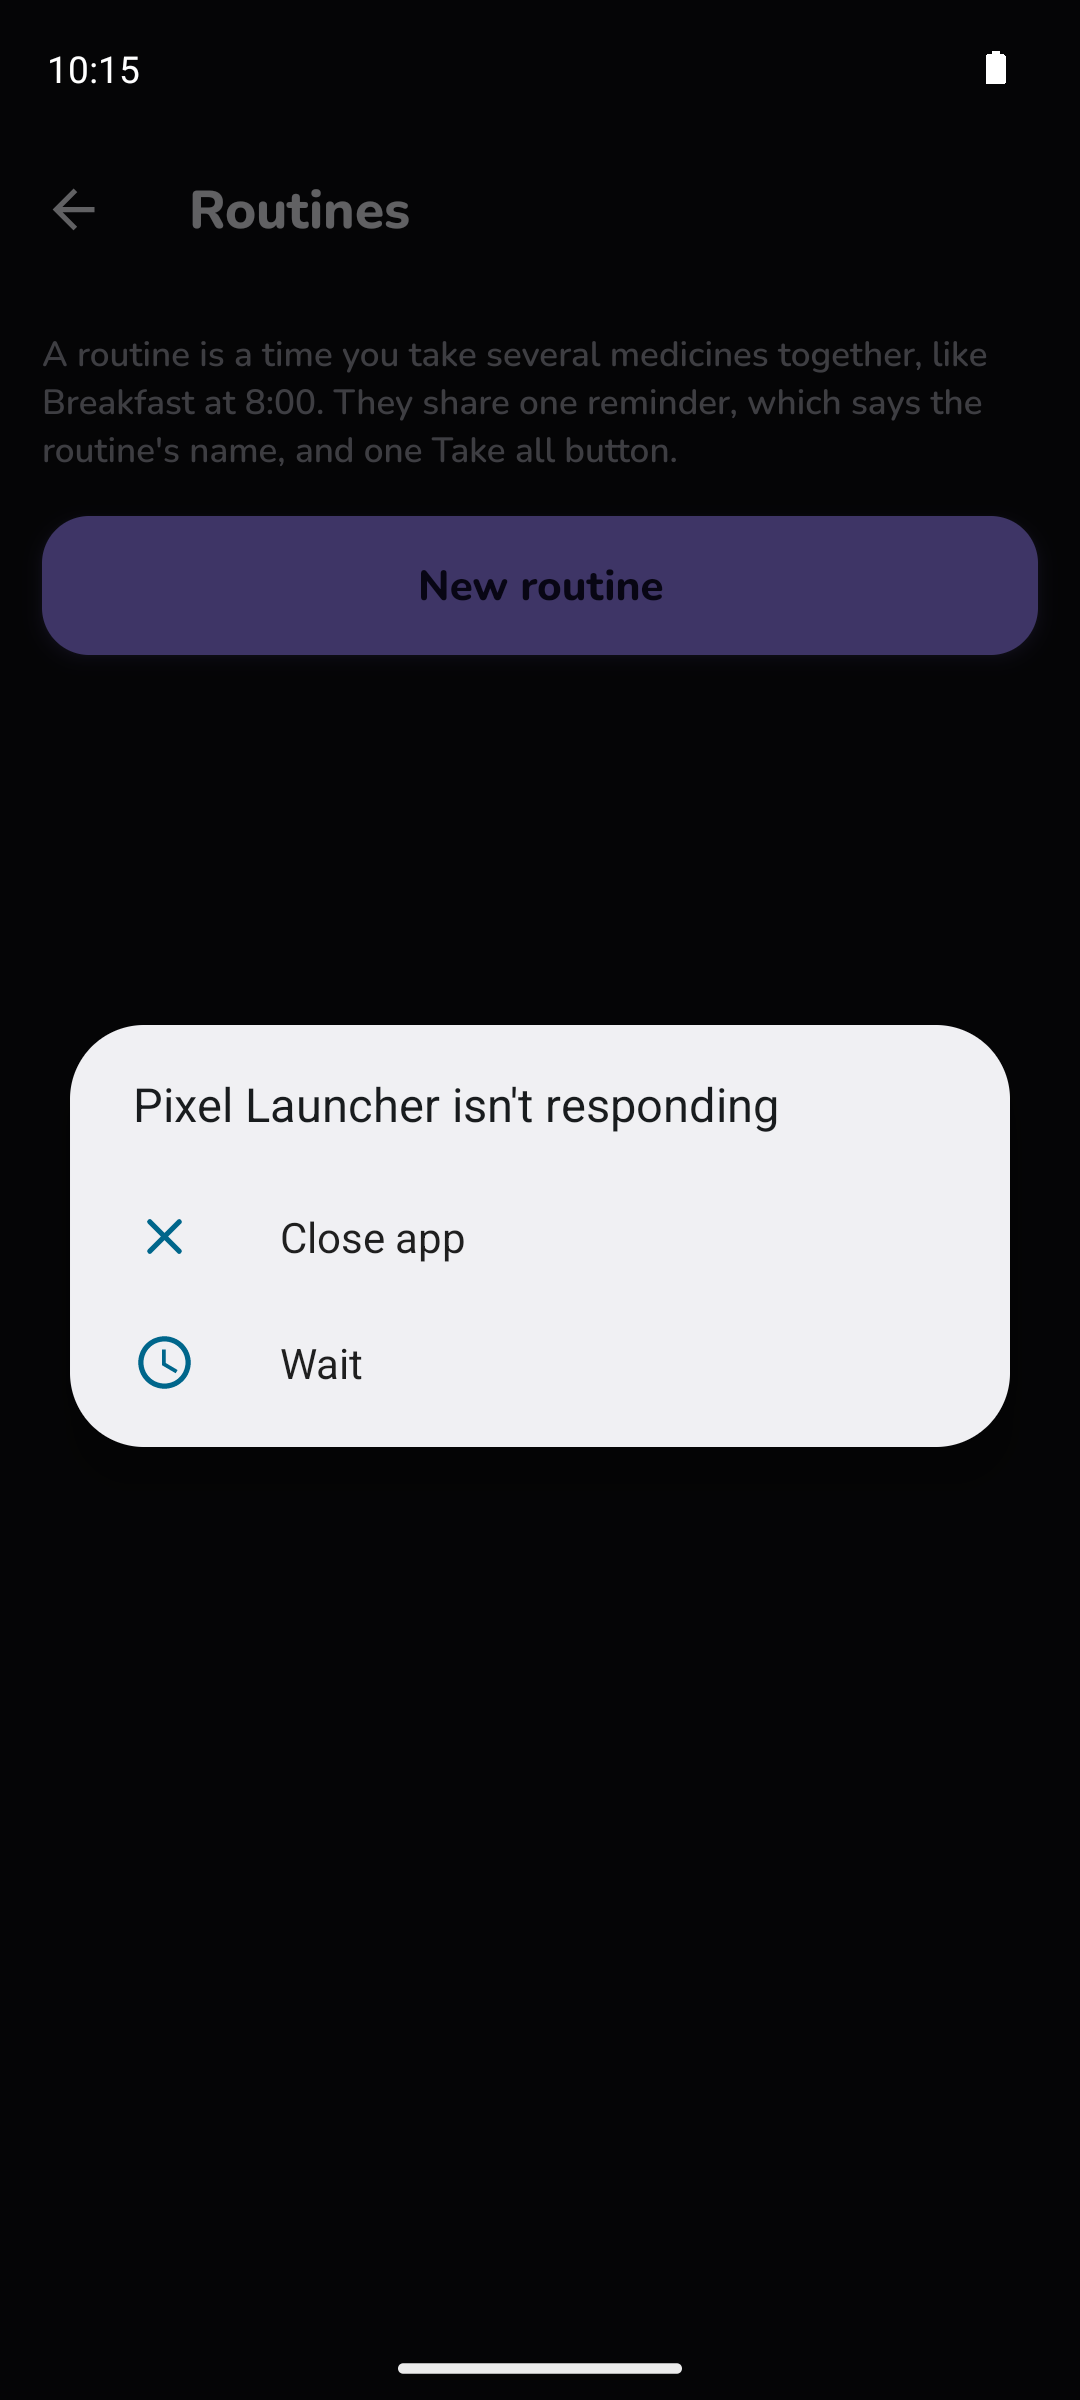 10:15
Routines
A routine is a time you take several medicines together, like
Breakfast at 8:00. They share one reminder, which says the
routine's name, and one Take all button.
New routine
Pixel Launcher isn't responding
Close app
Wait